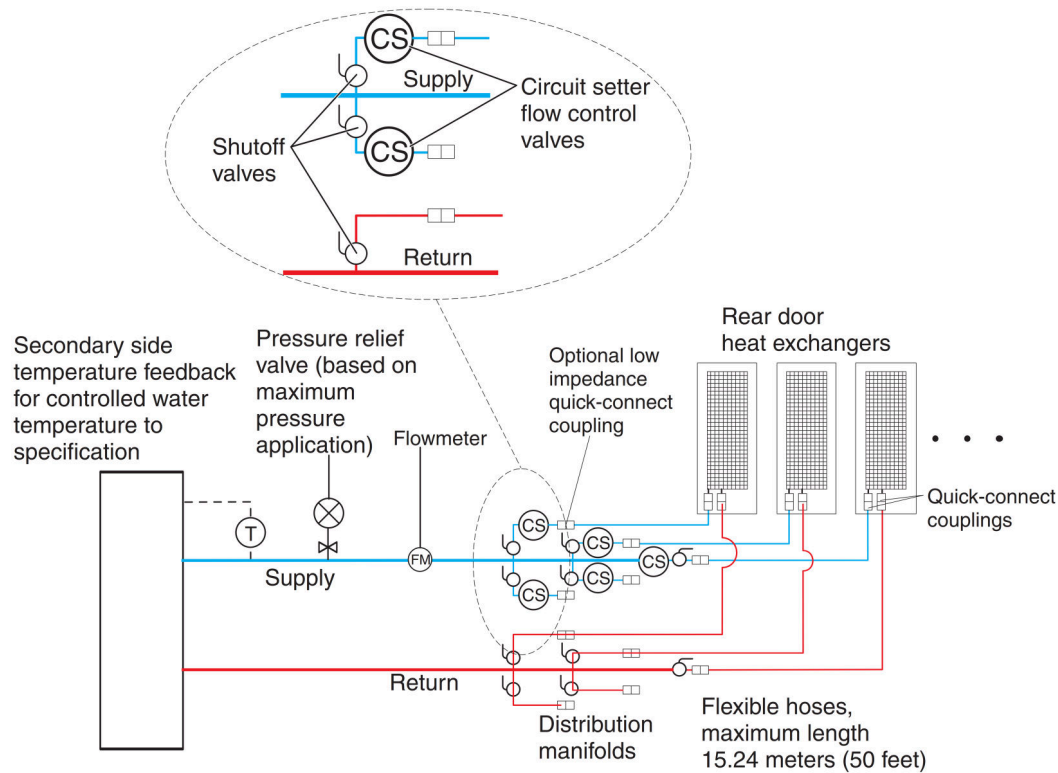 CS
Supply
Circuit setter
flow control
valves
CS
Shutoff
valves
Return
Rear door
heat exchangers
Secondary side
temperature feedback
for controlled water
temperature to
specification
Pressure relief
valve (based on
maximum
pressure
application)
Flowmeter
Optional low
impedance
quick-connect
coupling
Quick-connect
couplings
T
FM
Supply
CS
CS
CS
CS
CS
Return
Distribution
manifolds
Flexible hoses,
maximum length
15.24 meters (50 feet)